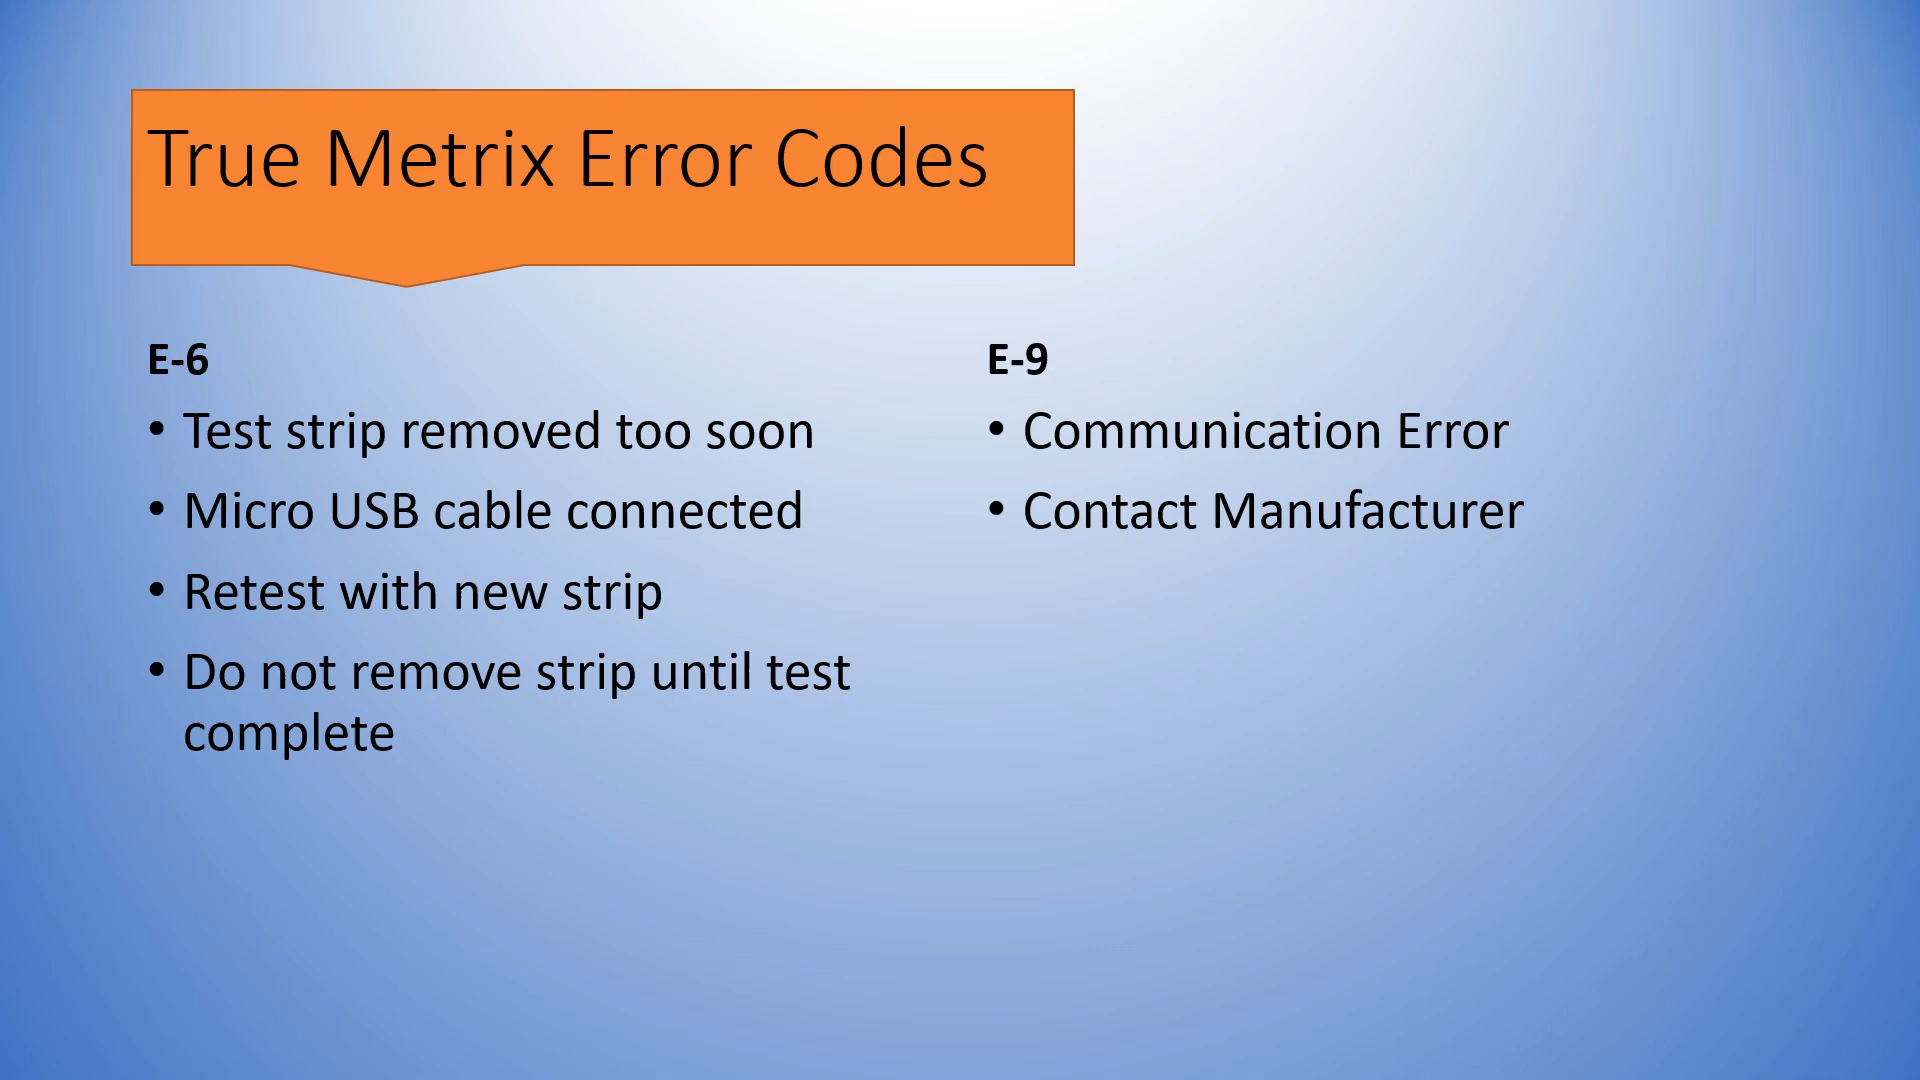 True Metrix Error Codes
E-6
• Test strip removed too soon
• Micro USB cable connected
• Retest with new strip
• Do not remove strip until test
complete
E-9
• Communication Error
• Contact Manufacturer